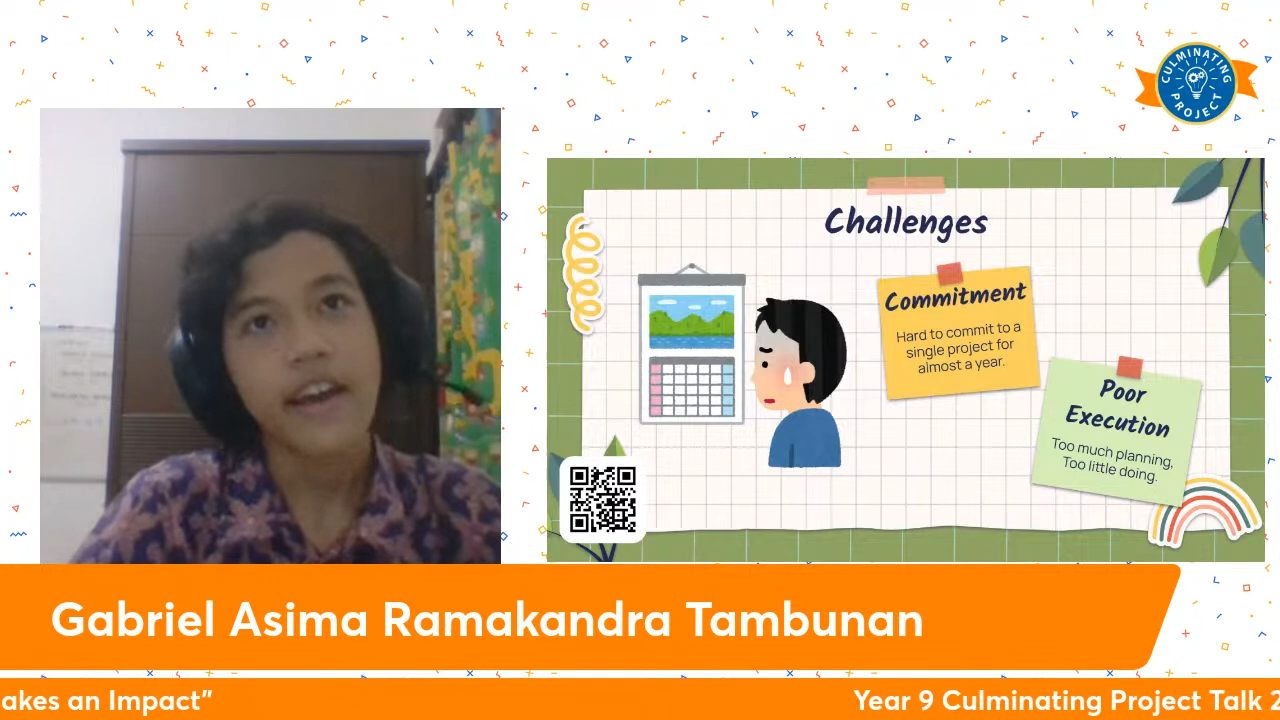 CULMINATING
PROJECT
Challenges
Commitment
Hard to commit to a
single project for
almost a year.
Poor
Execution
Too much planning,
Too little doing.
Gabriel Asima Ramakandra Tambunan
akes an Impact”
Year 9 Culminating Project Talk 2